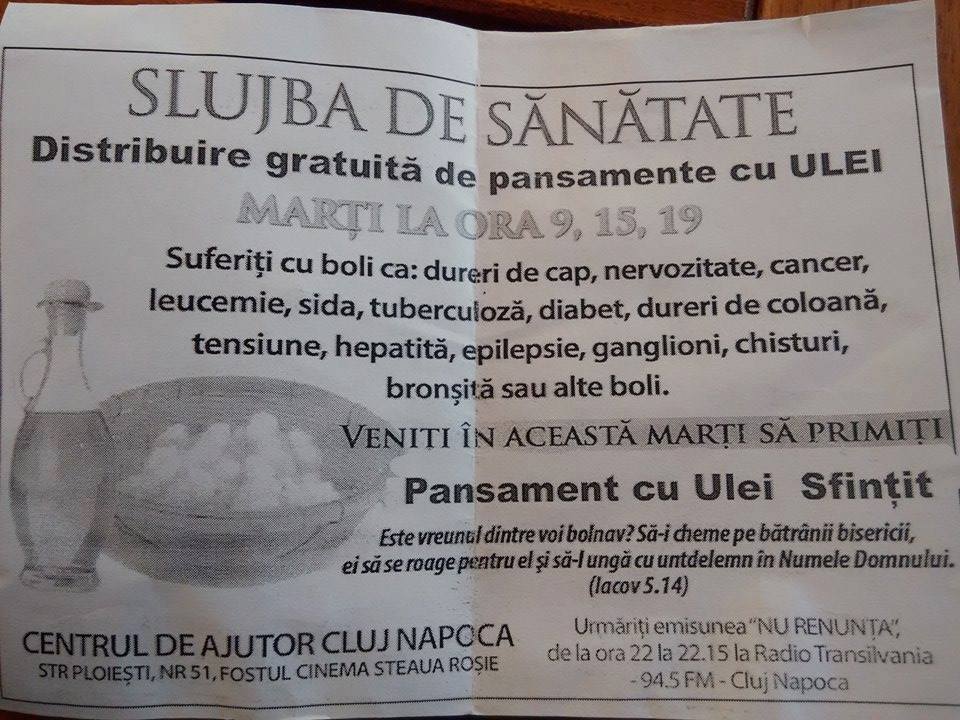 SLUJBA DE SĂNĂTATE
Distribuire gratuită de pansamente cu ULEI
MARȚI LA ORA 9, 15, 19
Suferiți cu boli ca: dureri de cap, nervozitate, cancer,
leucemie, sida, tuberculoză, diabet, dureri de coloană,
tensiune, hepatită, epilepsie, ganglioni, chisturi,
bronșită sau alte boli.
VENITI ÎN ACEASTĂ MARȚI SĂ PRIMIȚI
Pansament cu Ulei Sfințit
Este vreunul dintre voi bolnav? Să-i cheme pe bătrânii bisericii,
ei să se roage pentru el şi să-l ungă cu untdelemn în Numele Domnului.
(Iacov 5.14)
CENTRUL DE AJUTOR CLUJ NAPOCA
STR PLOIEȘTI, NR 51, FOSTUL CINEMA STEAUA ROȘIE
Urmăriți emisunea "NU RENUNȚA",
de la ora 22 la 22.15 la Radio Transilvania
- 94.5 FM - Cluj Napoca